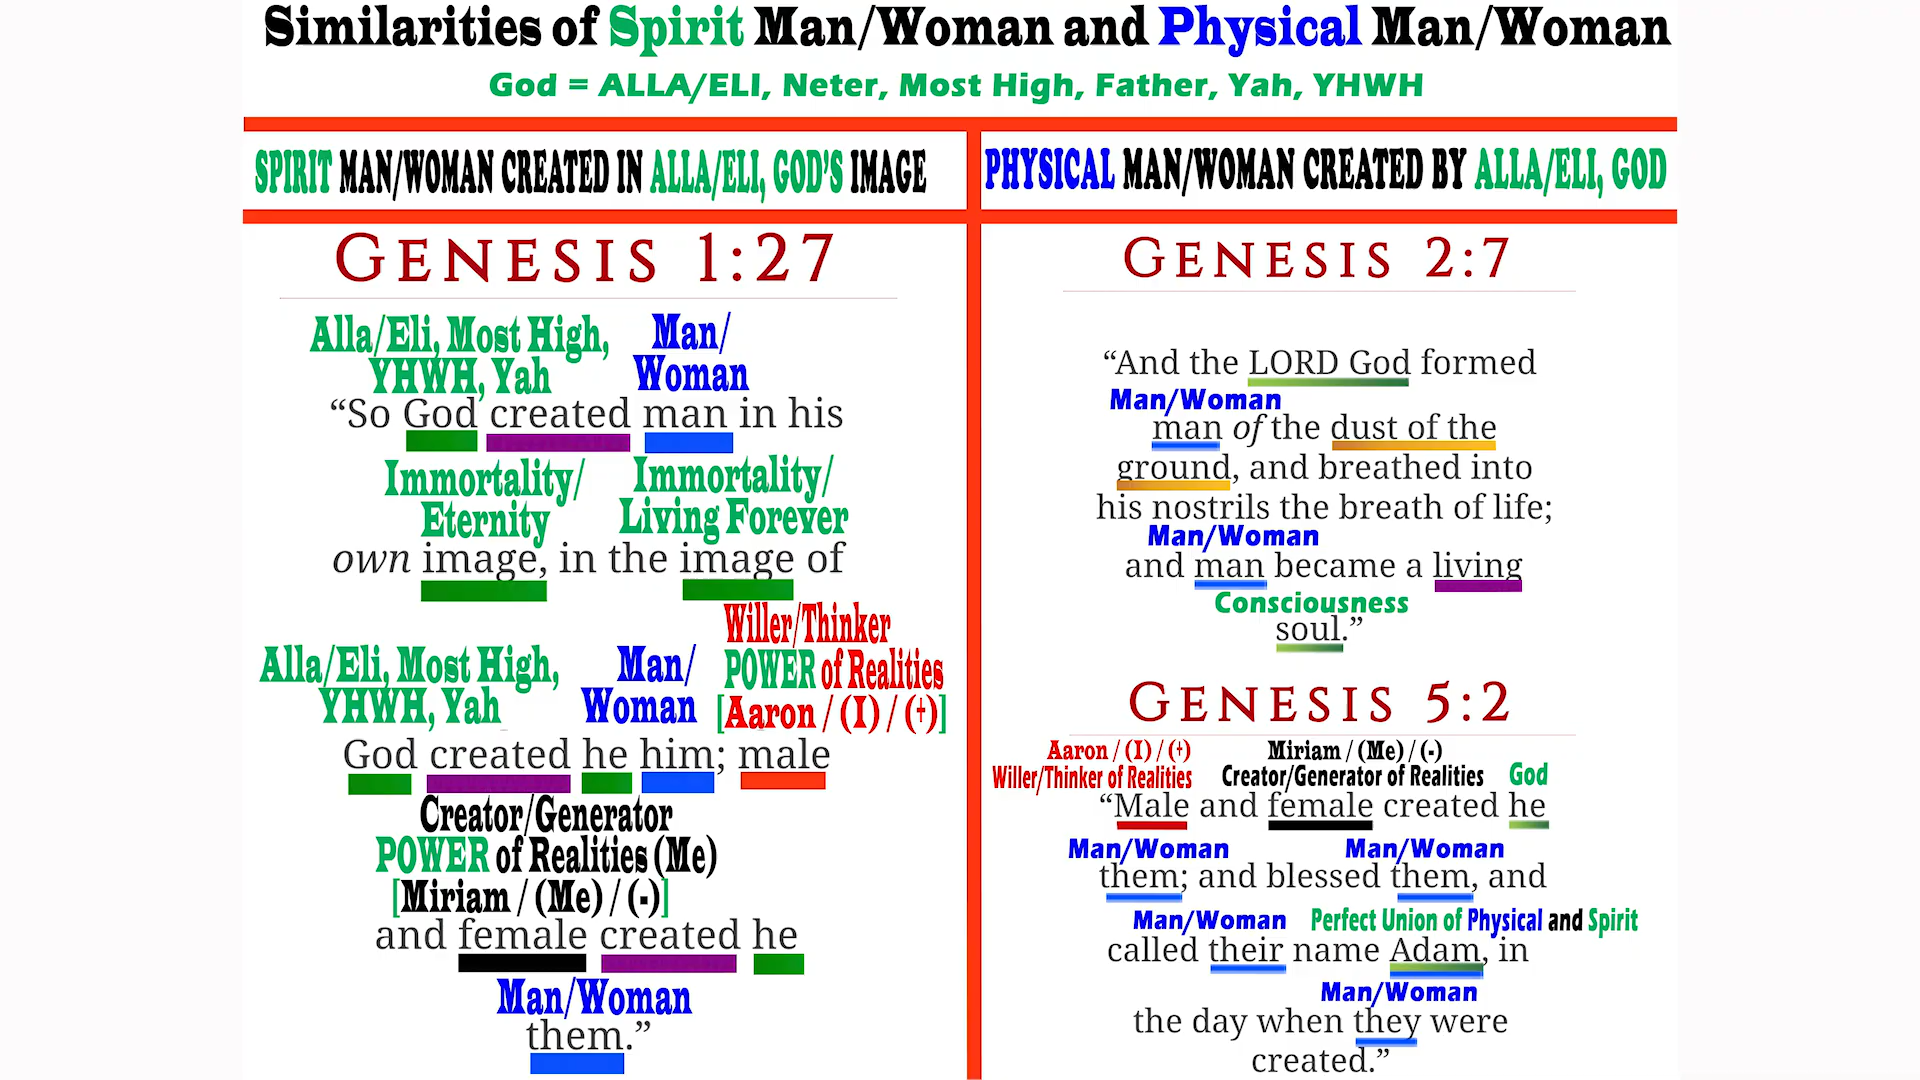 Similarities of Spirit Man/Woman and Physical Man/Woman
God = ALLA/ELI, Neter, Most High, Father, Yah, YHWH
SPIRIT MAN/WOMAN CREATED IN ALLA/ELI, GOD'S IMAGE
GENESIS 1:27
Alla/Eli, Most High, Man/
YHWH, Yah Woman
“So God created man in his
Immortality/ Immortality/
Eternity Living Forever
own image, in the image of
Willer/Thinker
Alla/Eli, Most High, Man/ POWER of Realities
YHWH, Yah Woman [Aaron / (I) / (+)]
God created he him; male
Creator/Generator
POWER of Realities (Me)
[Miriam / (Me) / (-)]
and female created he
Man/Woman
them.”
PHYSICAL MAN/WOMAN CREATED BY ALLA/ELI, GOD
GENESIS 2:7
“And the LORD God formed
Man/Woman
man of the dust of the
ground, and breathed into
his nostrils the breath of life;
Man/Woman
and man became a living
Consciousness
soul.”
GENESIS 5:2
Aaron / (I) / (+) Miriam / (Me) / (-)
Willer/Thinker of Realities Creator/Generator of Realities God
“Male and female created he
Man/Woman Man/Woman
them; and blessed them, and
Man/Woman Perfect Union of Physical and Spirit
called their name Adam, in
Man/Woman
the day when they were
created.”